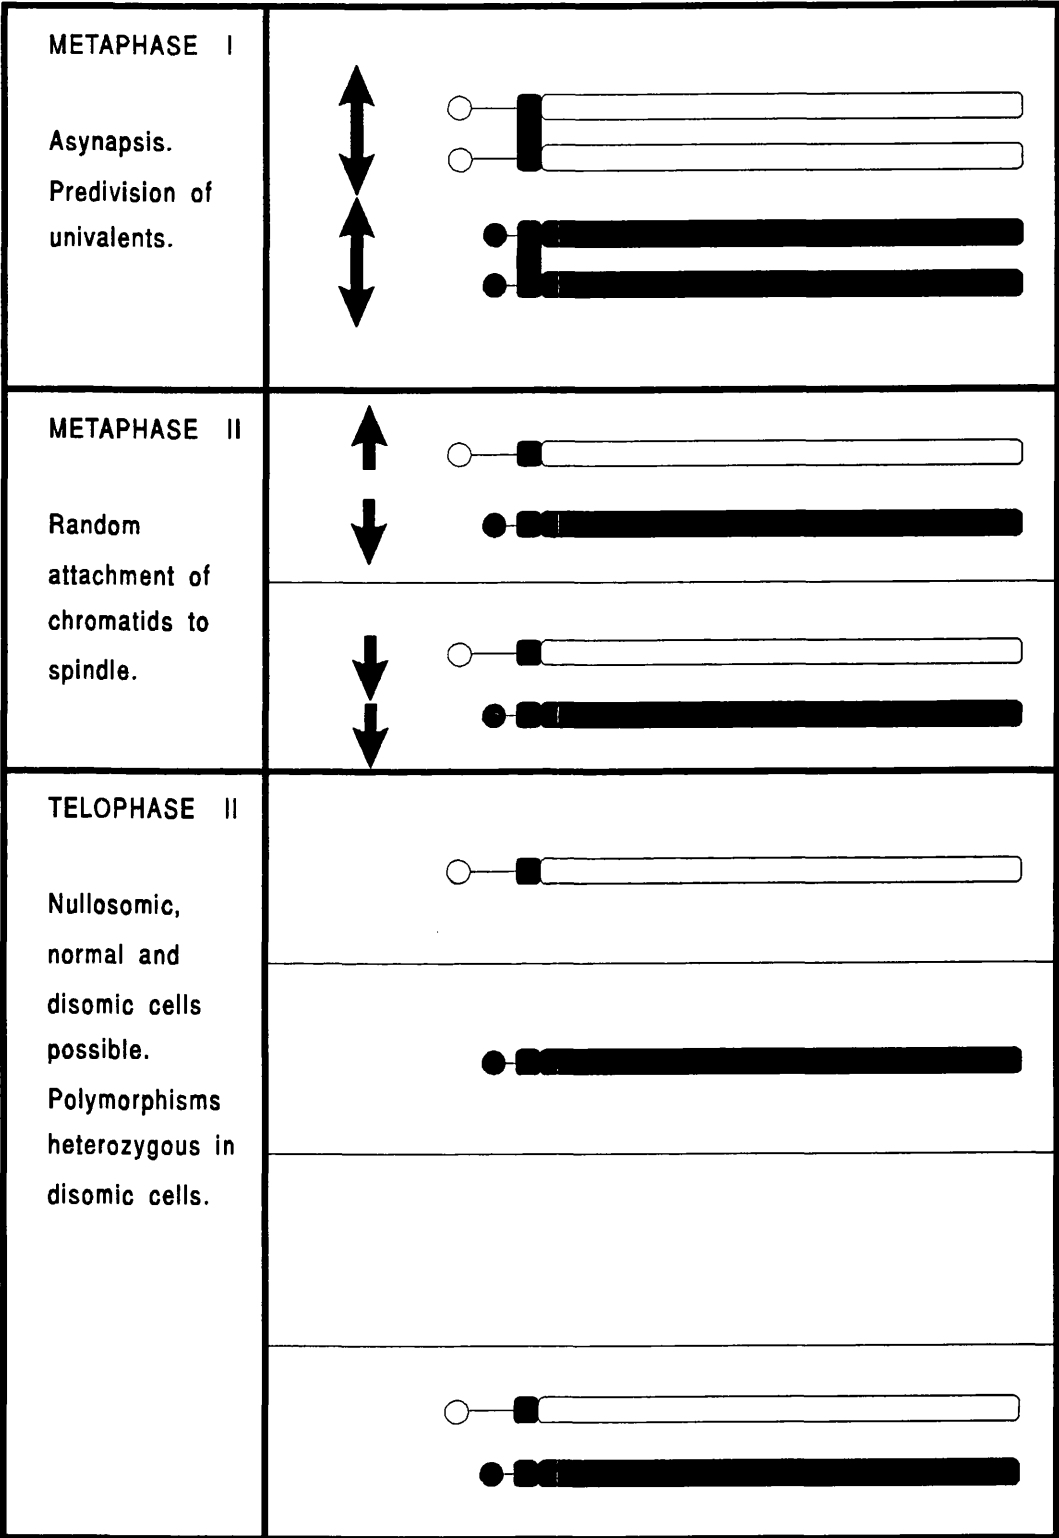 METAPHASE I
Asynapsis.
Predivision of
univalents.
METAPHASE II
Random
attachment of
chromatids to
spindle.
TELOPHASE II
Nullosomic,
normal and
disomic cells
possible.
Polymorphisms
heterozygous in
disomic cells.